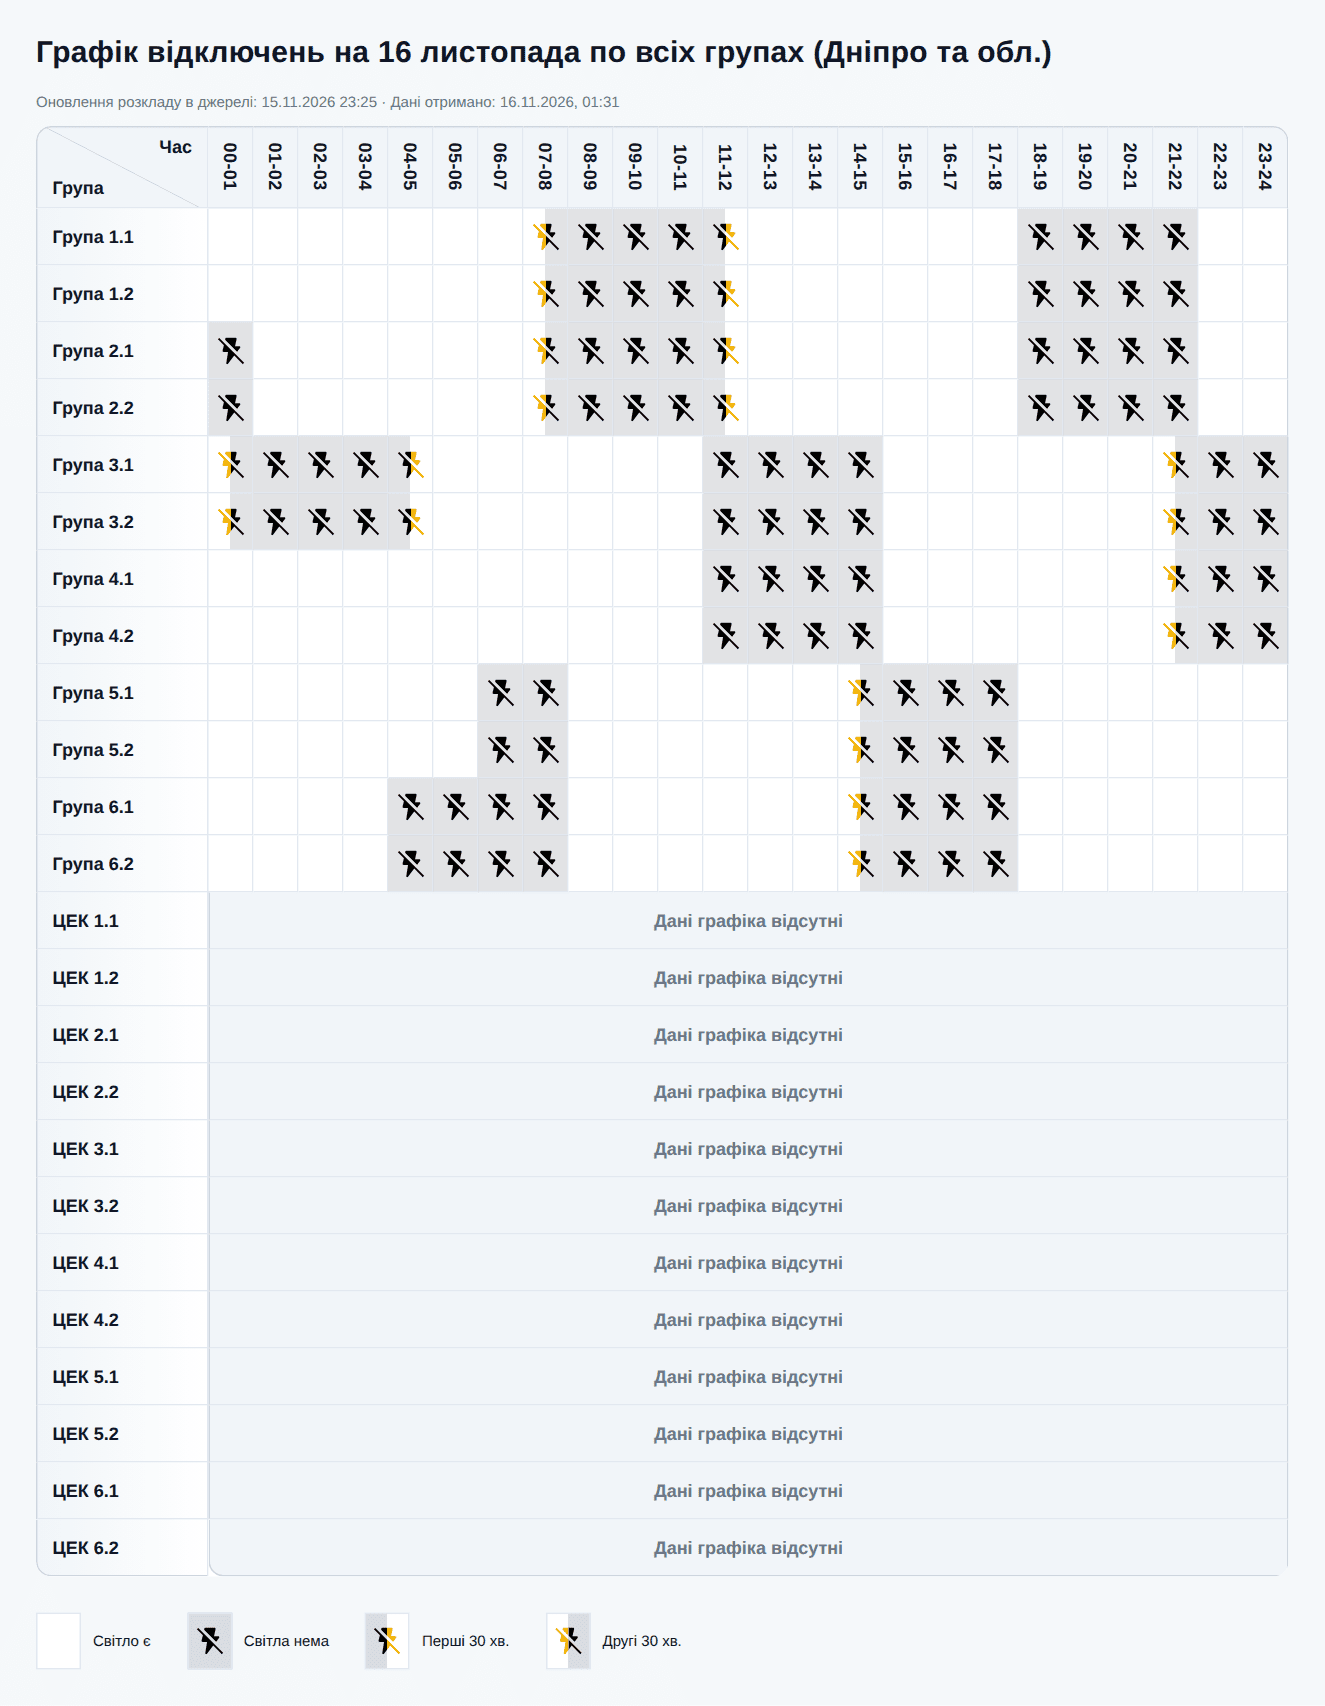 Графік відключень на 16 листопада по всіх групах (Дніпро та обл.)
Оновлення розкладу в джерелі: 15.11.2026 23:25 · Дані отримано: 16.11.2026, 01:31
Час
Група
00-01 01-02 02-03 03-04 04-05 05-06 06-07 07-08 08-09 09-10 10-11 11-12 12-13 13-14 14-15 15-16 16-17 17-18 18-19 19-20 20-21 21-22 22-23 23-24
Група 1.1
Група 1.2
Група 2.1
Група 2.2
Група 3.1
Група 3.2
Група 4.1
Група 4.2
Група 5.1
Група 5.2
Група 6.1
Група 6.2
ЦЕК 1.1 Дані графіка відсутні
ЦЕК 1.2 Дані графіка відсутні
ЦЕК 2.1 Дані графіка відсутні
ЦЕК 2.2 Дані графіка відсутні
ЦЕК 3.1 Дані графіка відсутні
ЦЕК 3.2 Дані графіка відсутні
ЦЕК 4.1 Дані графіка відсутні
ЦЕК 4.2 Дані графіка відсутні
ЦЕК 5.1 Дані графіка відсутні
ЦЕК 5.2 Дані графіка відсутні
ЦЕК 6.1 Дані графіка відсутні
ЦЕК 6.2 Дані графіка відсутні
Світло є Світла нема Перші 30 хв. Другі 30 хв.